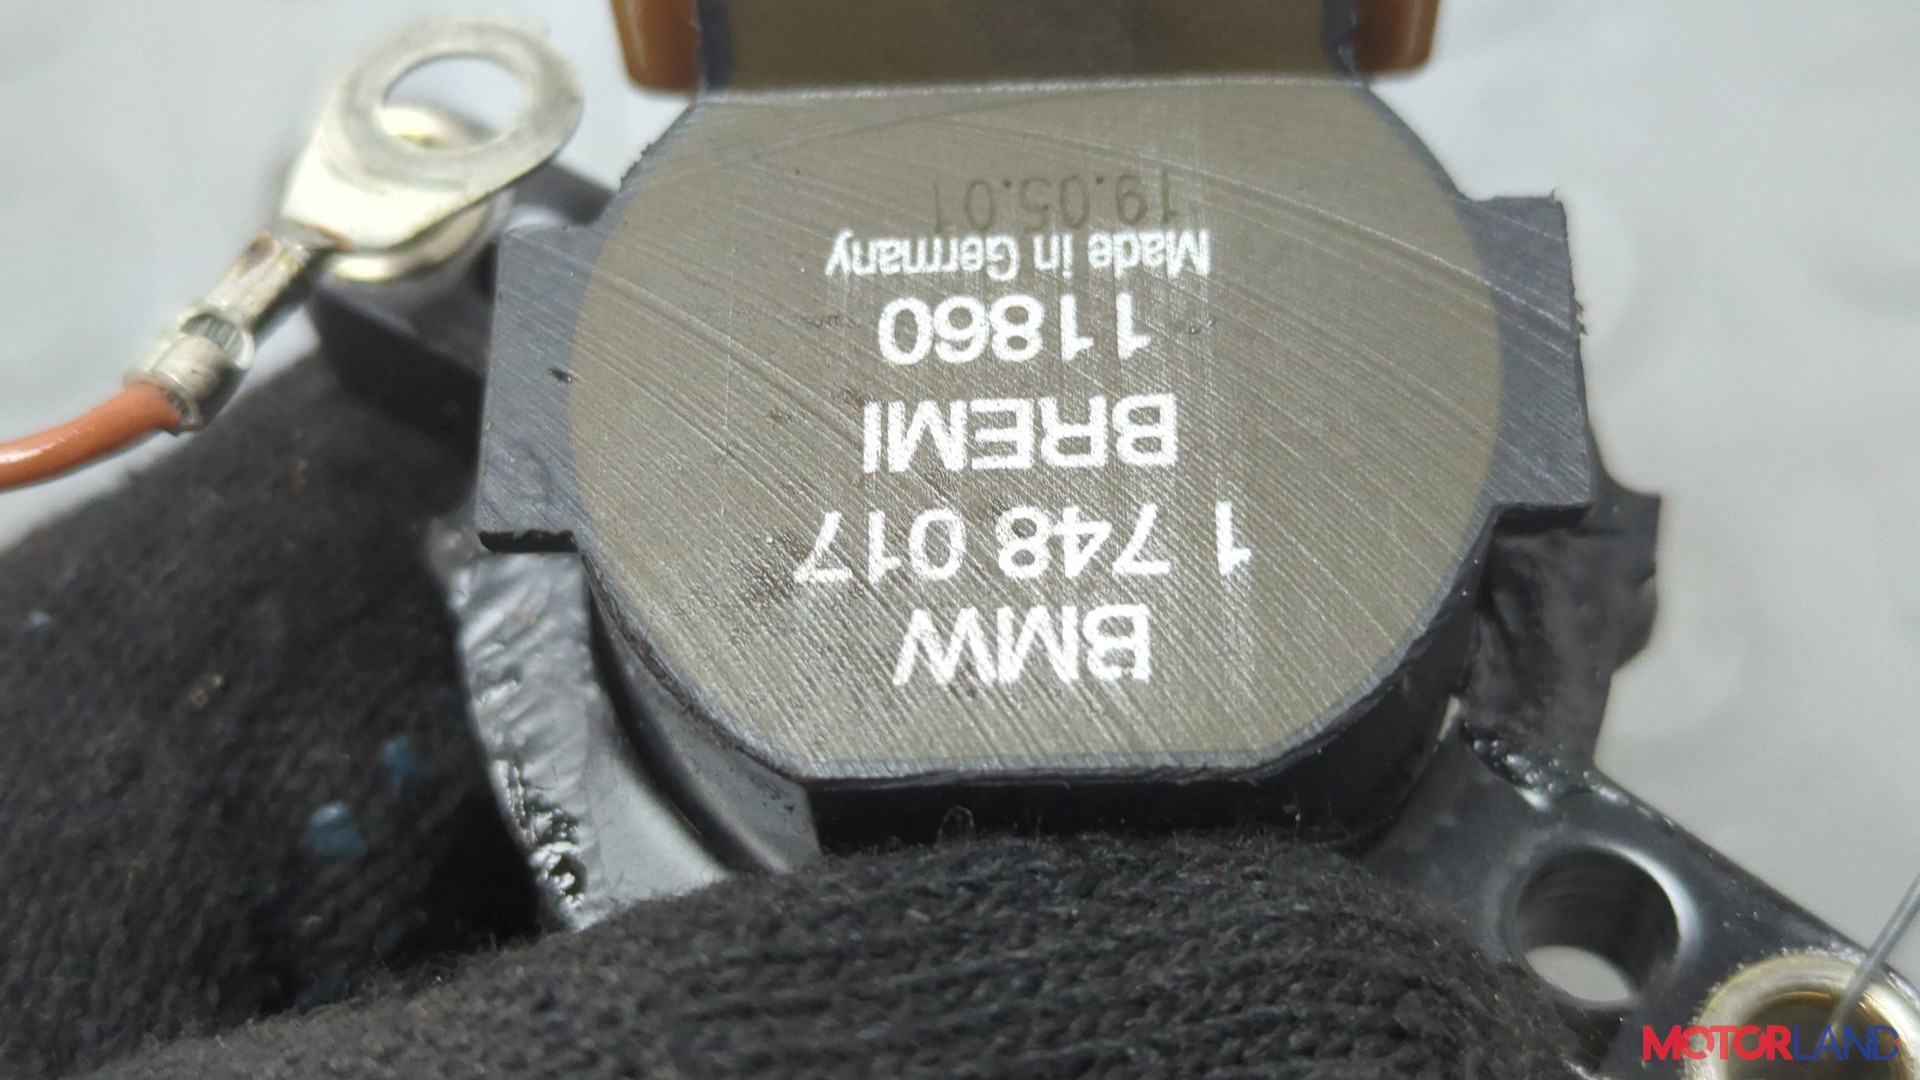 BMW
1 748 017
BREMI
11860
Made in Germany
19.05.01
MOTORLAND